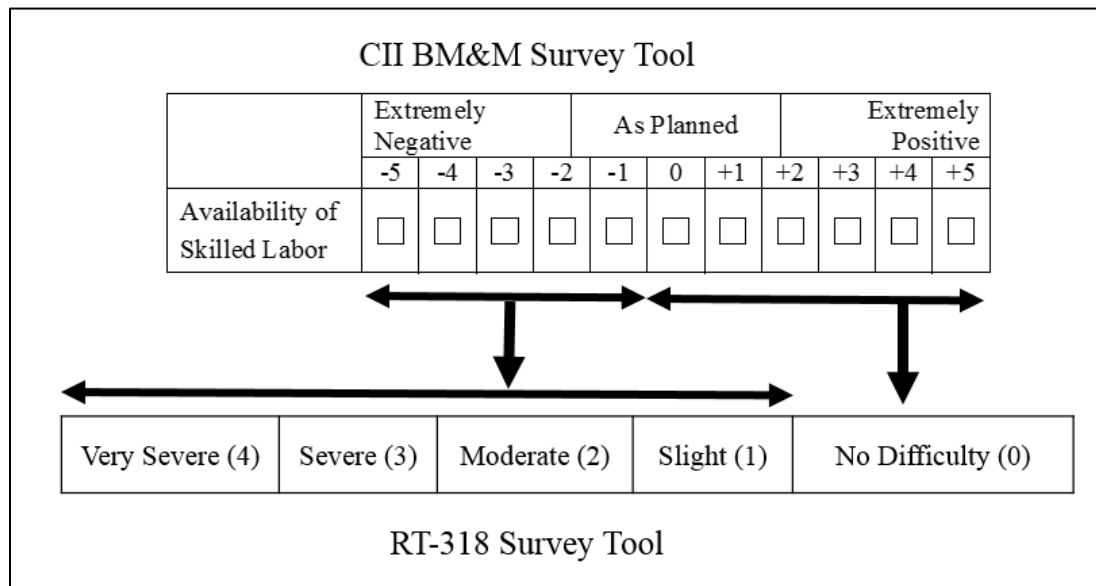 CII BM&M Survey Tool
Extremely Negative As Planned Extremely Positive
-5 -4 -3 -2 -1 0 +1 +2 +3 +4 +5
Availability of
Skilled Labor
Very Severe (4) Severe (3) Moderate (2) Slight (1) No Difficulty (0)
RT-318 Survey Tool